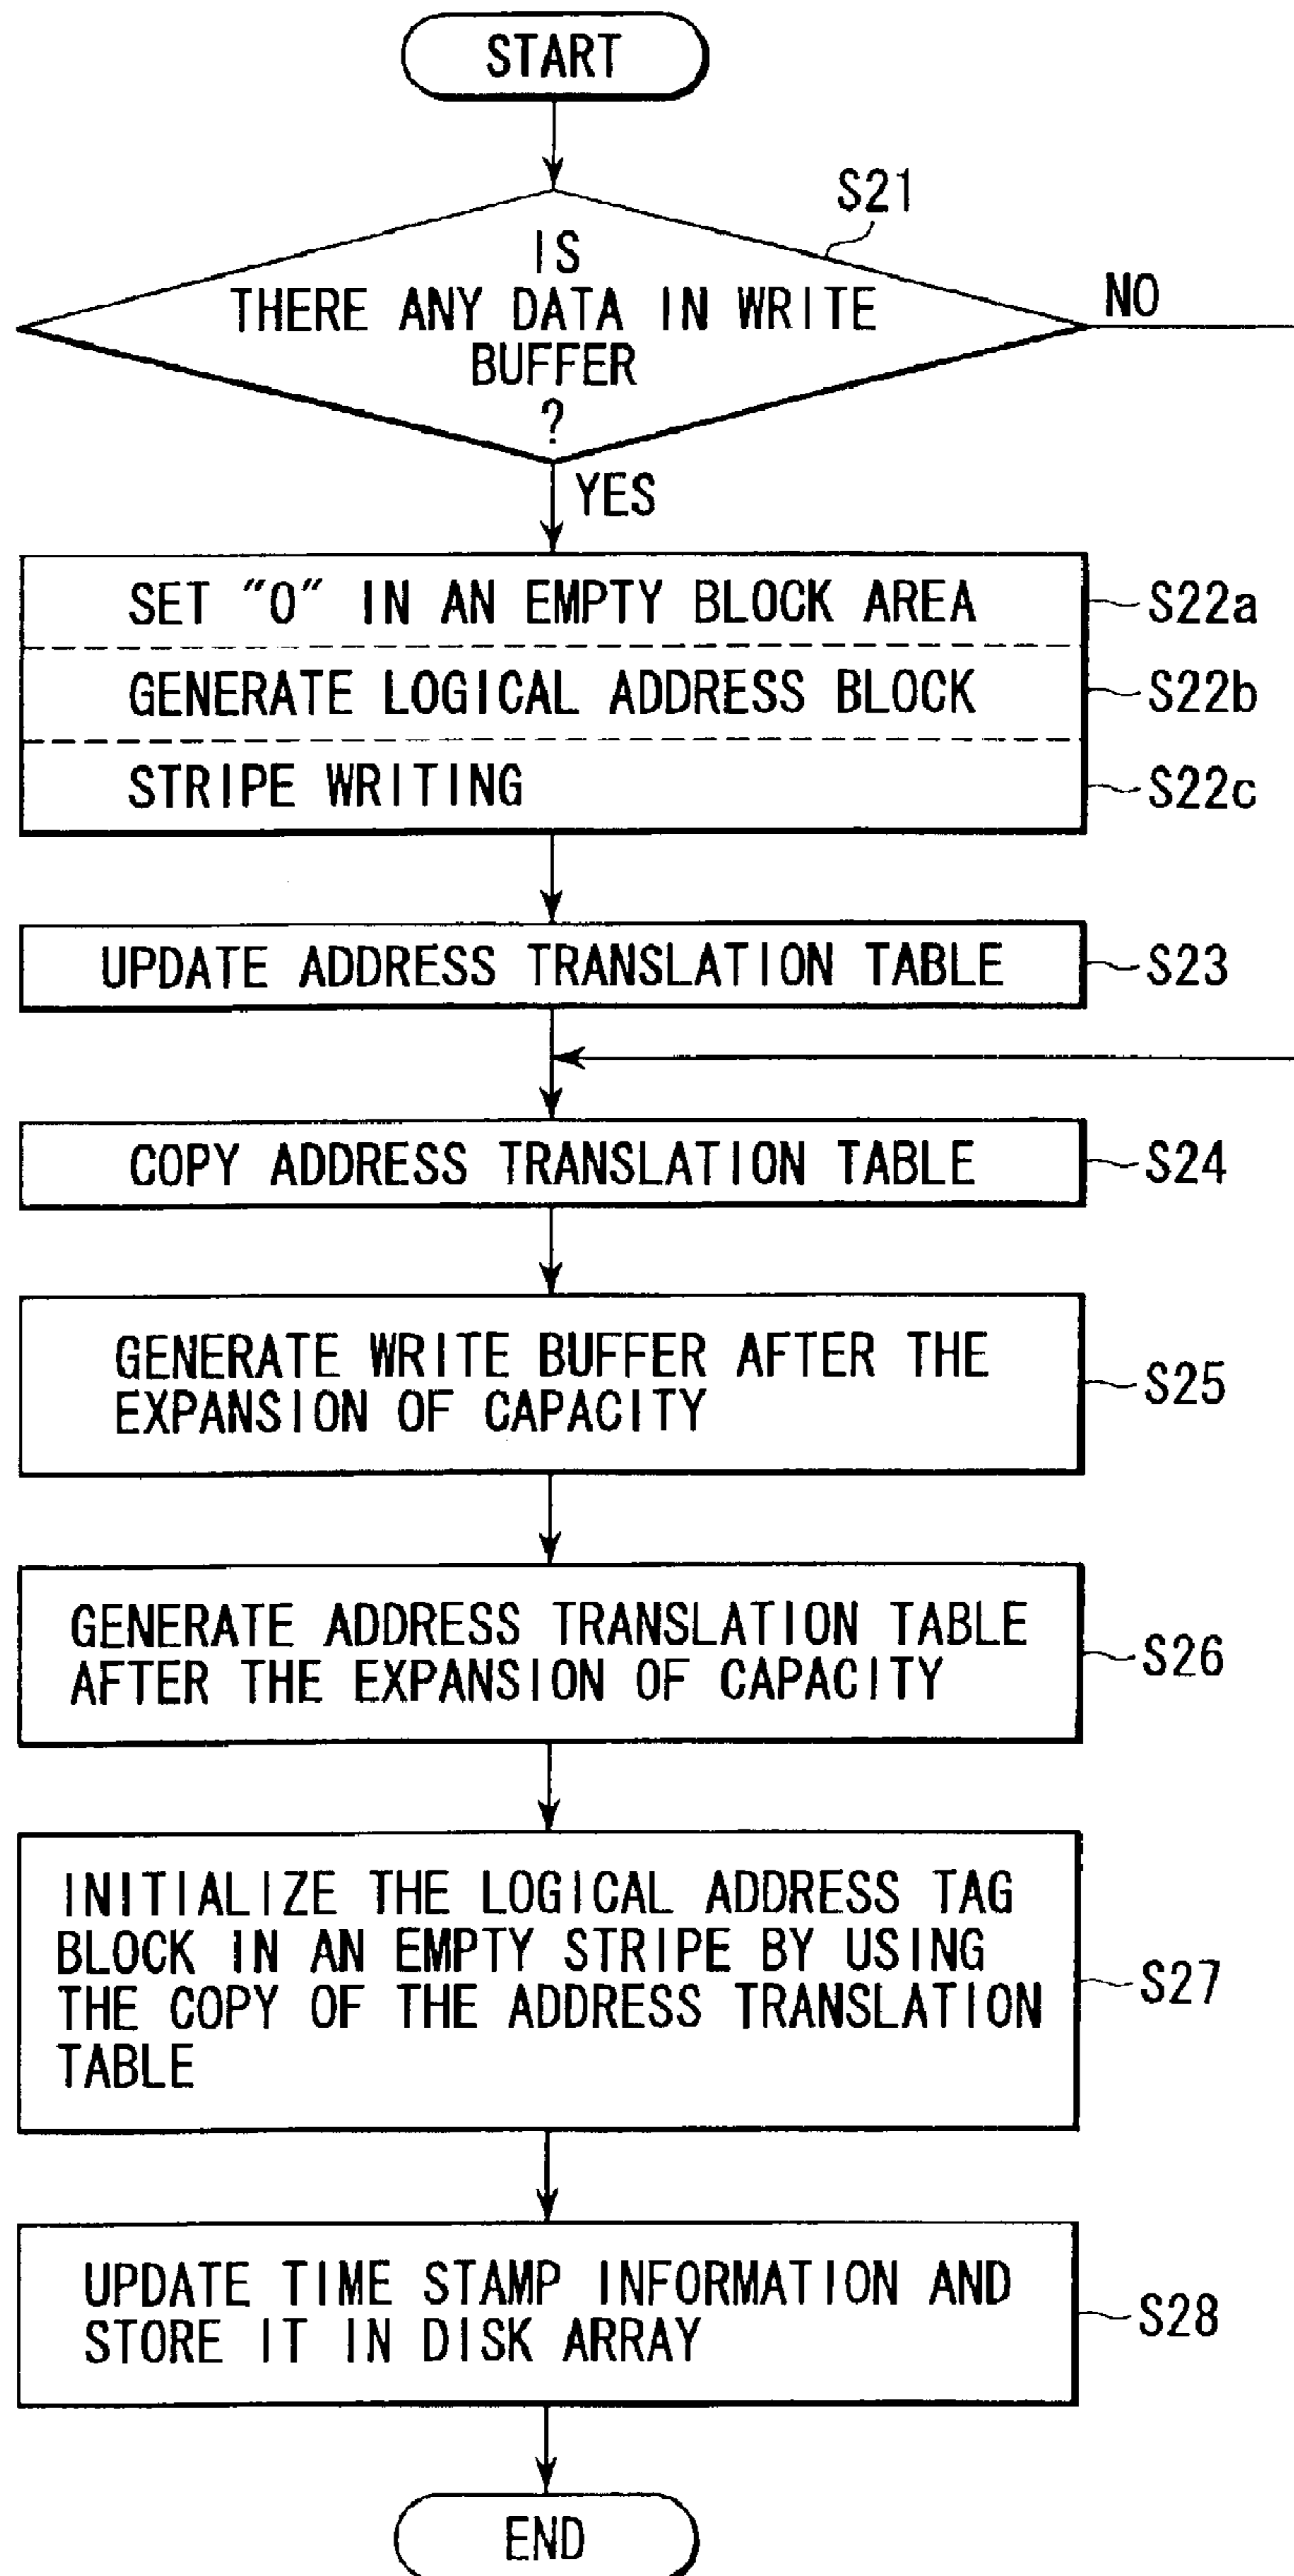 START
S21
IS
THERE ANY DATA IN WRITE
BUFFER
?
NO
YES
SET "0" IN AN EMPTY BLOCK AREA
S22a
GENERATE LOGICAL ADDRESS BLOCK
S22b
STRIPE WRITING
S22c
UPDATE ADDRESS TRANSLATION TABLE
S23
COPY ADDRESS TRANSLATION TABLE
S24
GENERATE WRITE BUFFER AFTER THE
EXPANSION OF CAPACITY
S25
GENERATE ADDRESS TRANSLATION TABLE
AFTER THE EXPANSION OF CAPACITY
S26
INITIALIZE THE LOGICAL ADDRESS TAG
BLOCK IN AN EMPTY STRIPE BY USING
THE COPY OF THE ADDRESS TRANSLATION
TABLE
S27
UPDATE TIME STAMP INFORMATION AND
STORE IT IN DISK ARRAY
S28
END